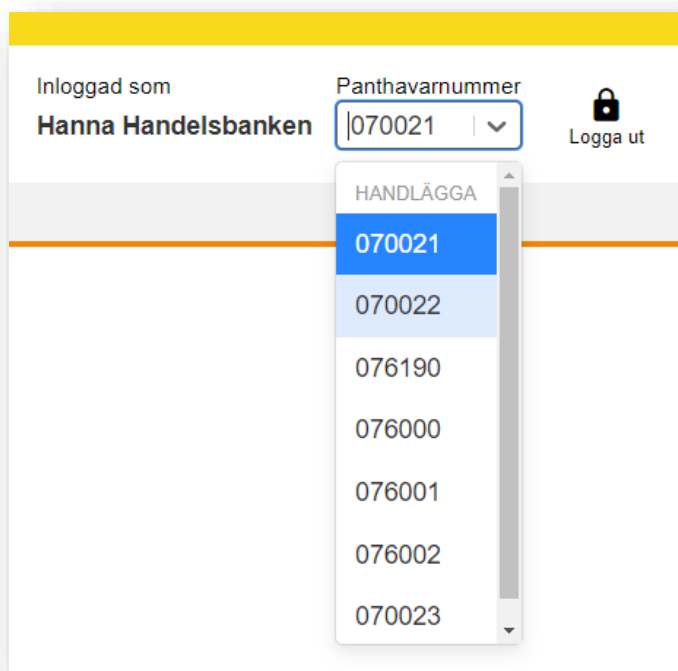 Inloggad som
Hanna Handelsbanken
Panthavarnummer
070021
Logga ut
HANDLÄGGA
070021
070022
076190
076000
076001
076002
070023